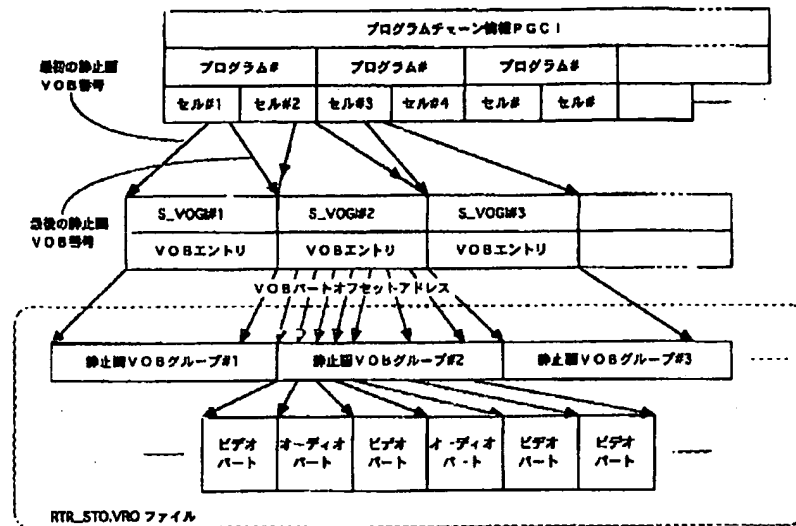 プログラムチェーン情報PGCI
最初の静止画
VOB番号
プログラム# プログラム# プログラム#
セル#1 セル#2 セル#3 セル#4 セル# セル#
最後の静止画
VOB番号
S_VOGI#1 S_VOGI#2 S_VOGI#3
VOBエントリ VOBエントリ VOBエントリ
VOBパートオフセットアドレス
静止画VOBグループ#1 静止画VOBグループ#2 静止画VOBグループ#3
ビデオ オーディオ ビデオ オーディオ ビデオ ビデオ
パート パート パート パート パート パート
RTR_STO.VRO ファイル